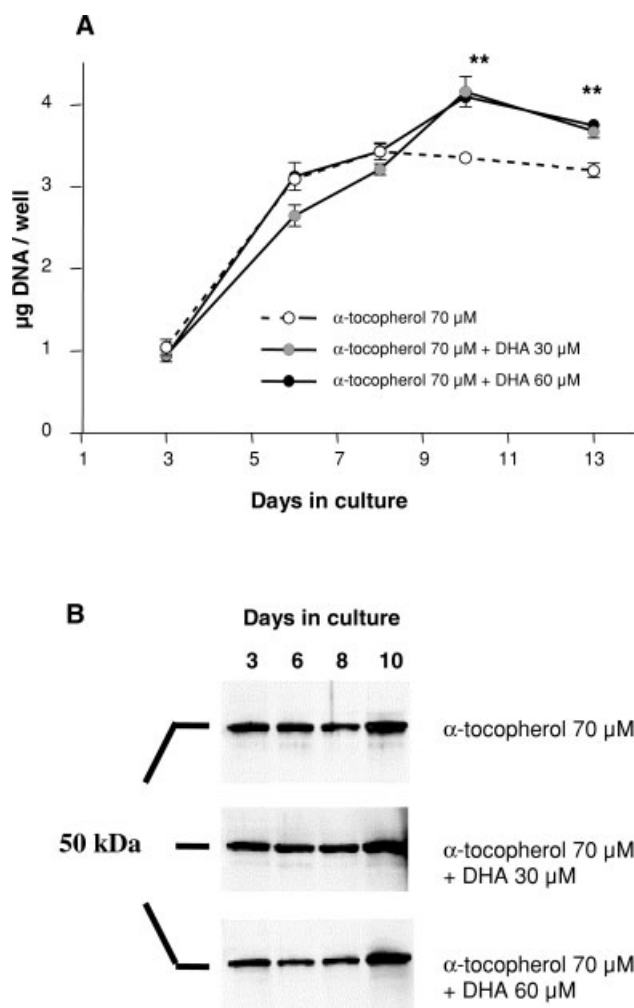 A
**
**
4
3
2
1
0
µg DNA / well
α-tocopherol 70 µM
α-tocopherol 70 µM + DHA 30 µM
α-tocopherol 70 µM + DHA 60 µM
1 3 5 7 9 11 13
Days in culture
B
Days in culture
3 6 8 10
α-tocopherol 70 µM
50 kDa
α-tocopherol 70 µM
+ DHA 30 µM
α-tocopherol 70 µM
+ DHA 60 µM